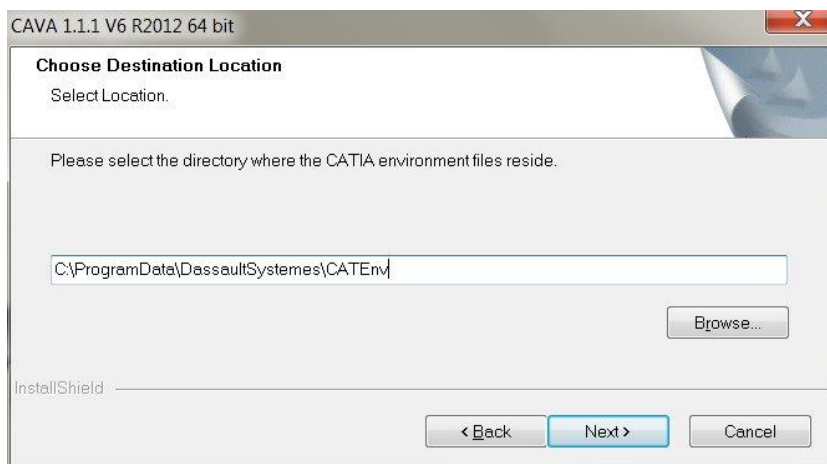 CAVA 1.1.1 V6 R2012 64 bit
Choose Destination Location
Select Location.
Please select the directory where the CATIA environment files reside.
C:\ProgramData\DassaultSystemes\CATEnv
Browse...
InstallShield
< Back Next > Cancel